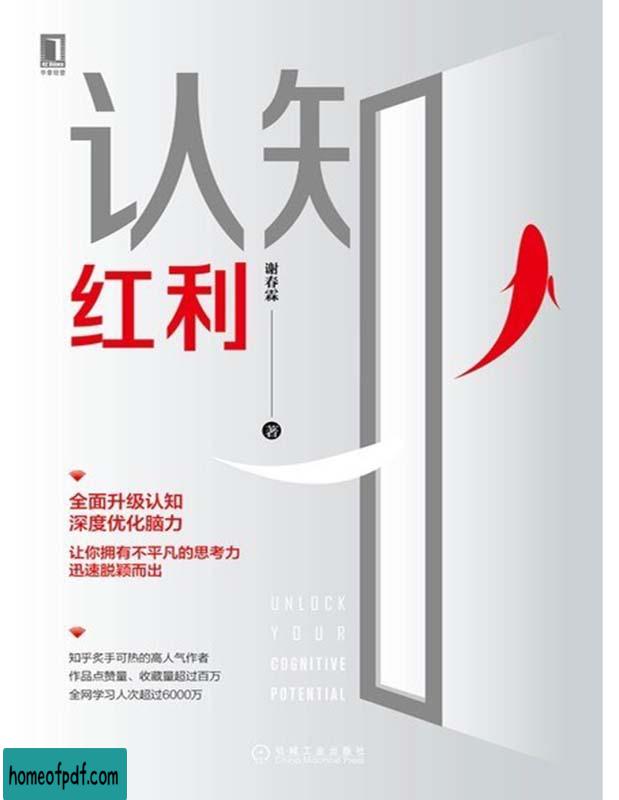 华章经管
认知
红利
谢春霖
著
全面升级认知
深度优化脑力
让你拥有不平凡的思考力
迅速脱颖而出
UNLOCK
YOUR
COGNITIVE
POTENTIAL
知乎炙手可热的高人气作者
作品点赞量、收藏量超过百万
全网学习人次超过6000万
机械工业出版社
China Machine Press
homeofpdf.com